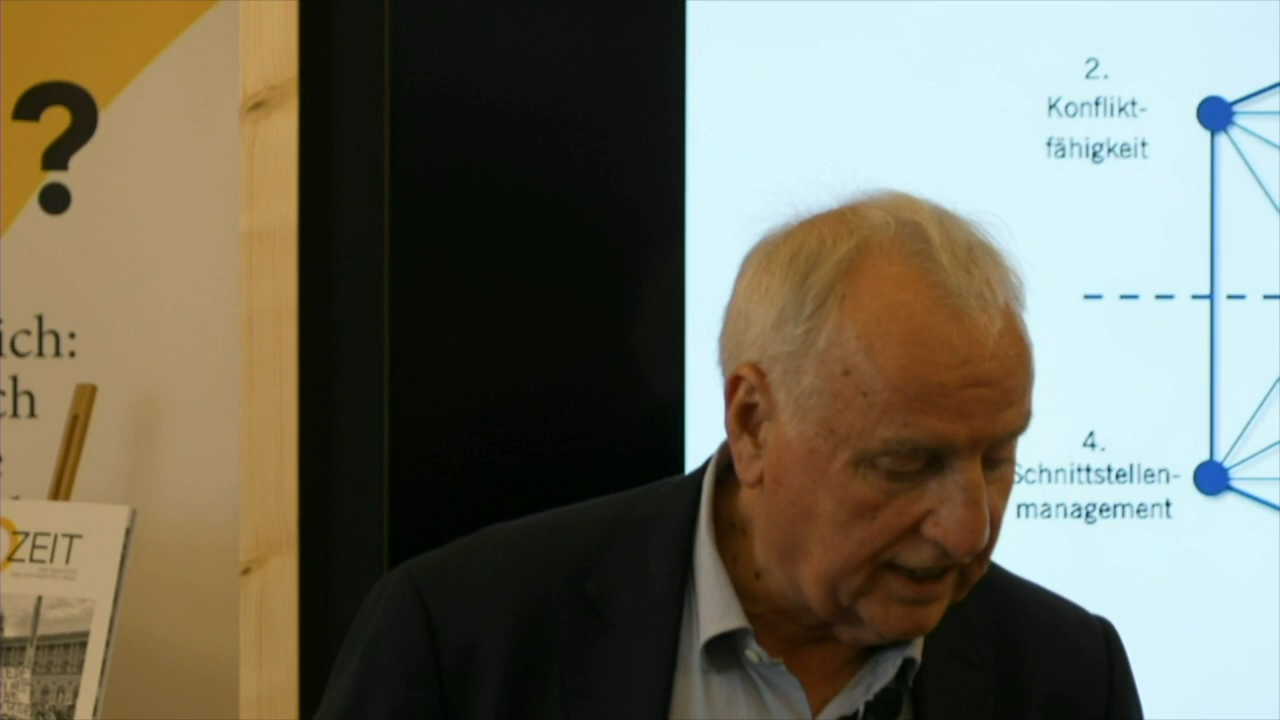 ?
ich:
ch
ZEIT
2.
Konflikt-
fähigkeit
4.
Schnittstellen-
management